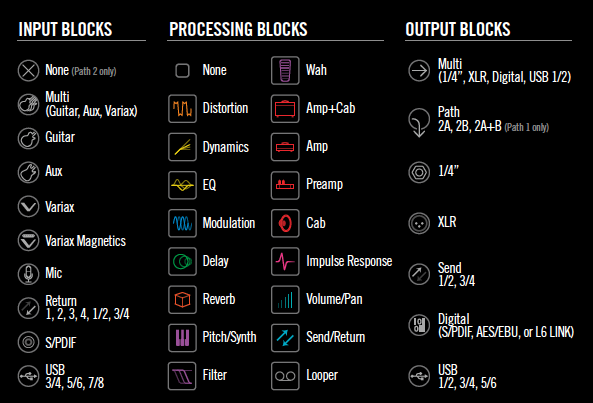 INPUT BLOCKS
None (Path 2 only)
Multi
(Guitar, Aux, Variax)
Guitar
Aux
Variax
Variax Magnetics
Mic
Return
1, 2, 3, 4, 1/2, 3/4
S/PDIF
USB
3/4, 5/6, 7/8
PROCESSING BLOCKS
None
Distortion
Dynamics
EQ
Modulation
Delay
Reverb
Pitch/Synth
Filter
Wah
Amp+Cab
Amp
Preamp
Cab
Impulse Response
Volume/Pan
Send/Return
Looper
OUTPUT BLOCKS
Multi
(1/4”, XLR, Digital, USB 1/2)
Path
2A, 2B, 2A+B (Path 1 only)
1/4”
XLR
Send
1/2, 3/4
Digital
(S/PDIF, AES/EBU, or L6 LINK)
USB
1/2, 3/4, 5/6